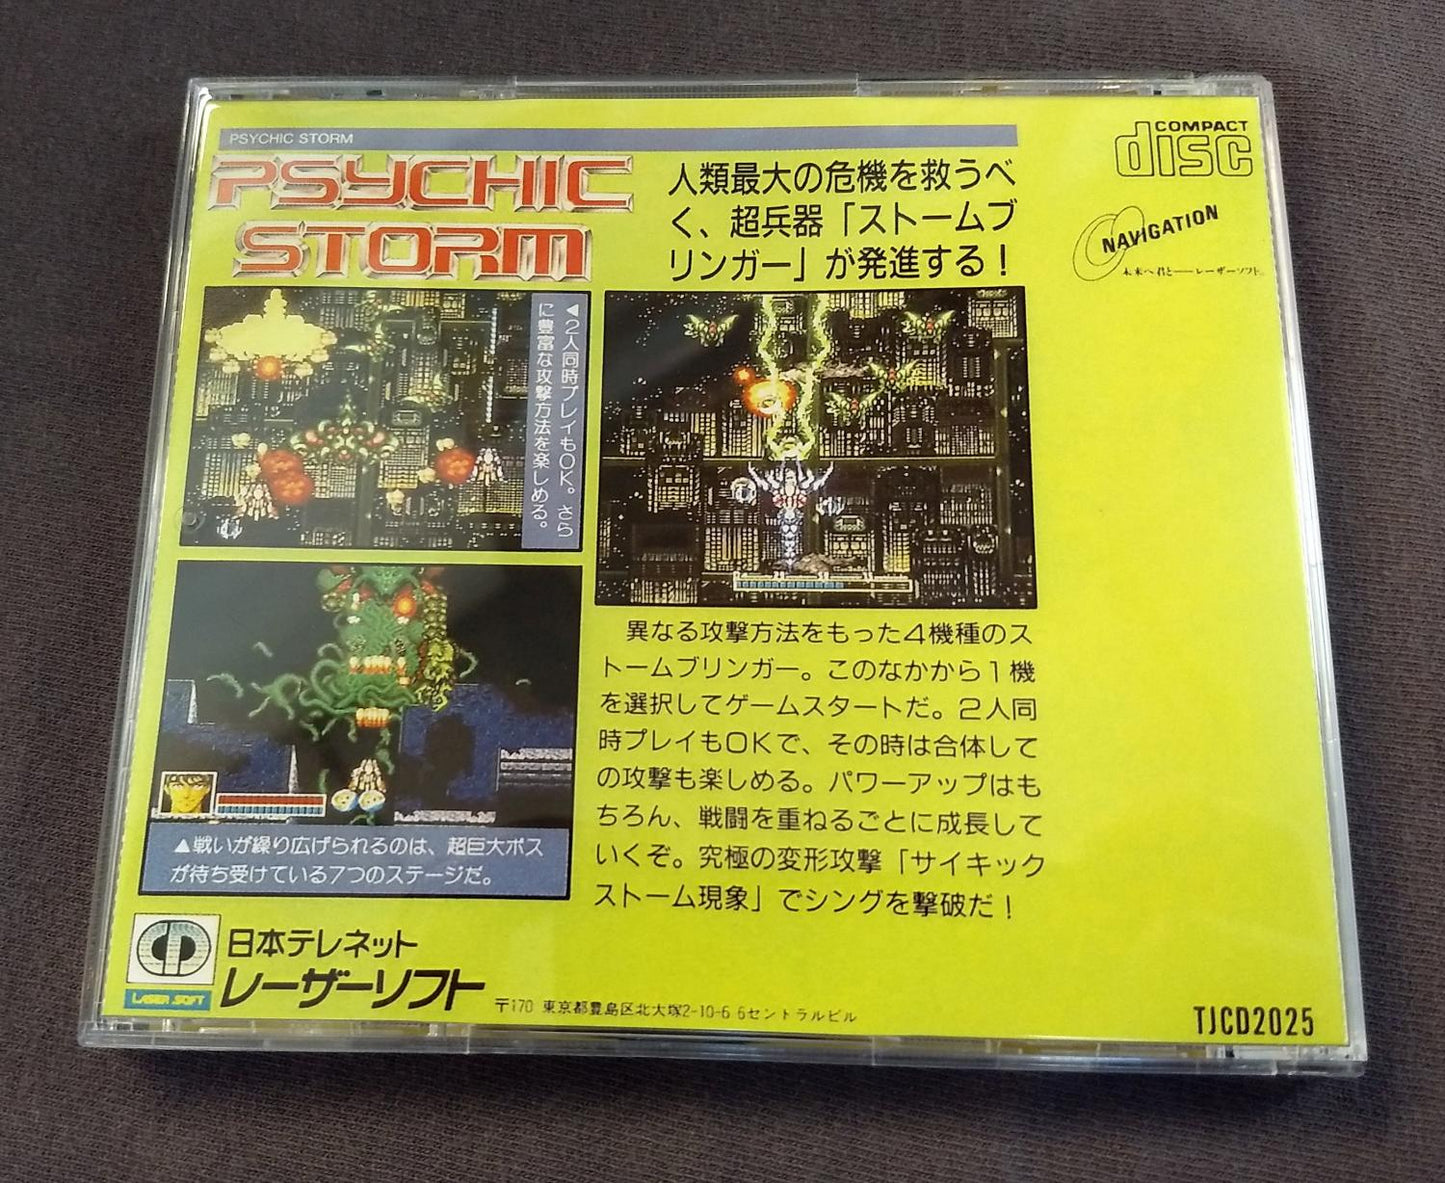 PSYCHIC STORM
PSYCHIC
STORM
人類最大の危機を救うべ
く、超兵器「ストームブ
リンガー」が発進する!
COMPACT
disc
NAVIGATION
未来へ君と──レーザーソフト。
◀2人同時プレイもOK。さら
に豊富な攻撃方法を楽しめる。
▲戦いが繰り広げられるのは、超巨大ボス
が待ち受けている7つのステージだ。
異なる攻撃方法をもった4機種のス
トームブリンガー。このなかから1機
を選択してゲームスタートだ。2人同
時プレイもOKで、その時は合体して
の攻撃も楽しめる。パワーアップはも
ちろん、戦闘を重ねるごとに成長して
いくぞ。究極の変形攻撃「サイキック
ストーム現象」でシングを撃破だ!
LASER SOFT
日本テレネット
レーザーソフト
〒170 東京都豊島区北大塚2-10-6 6セントラルビル
TJCD2025